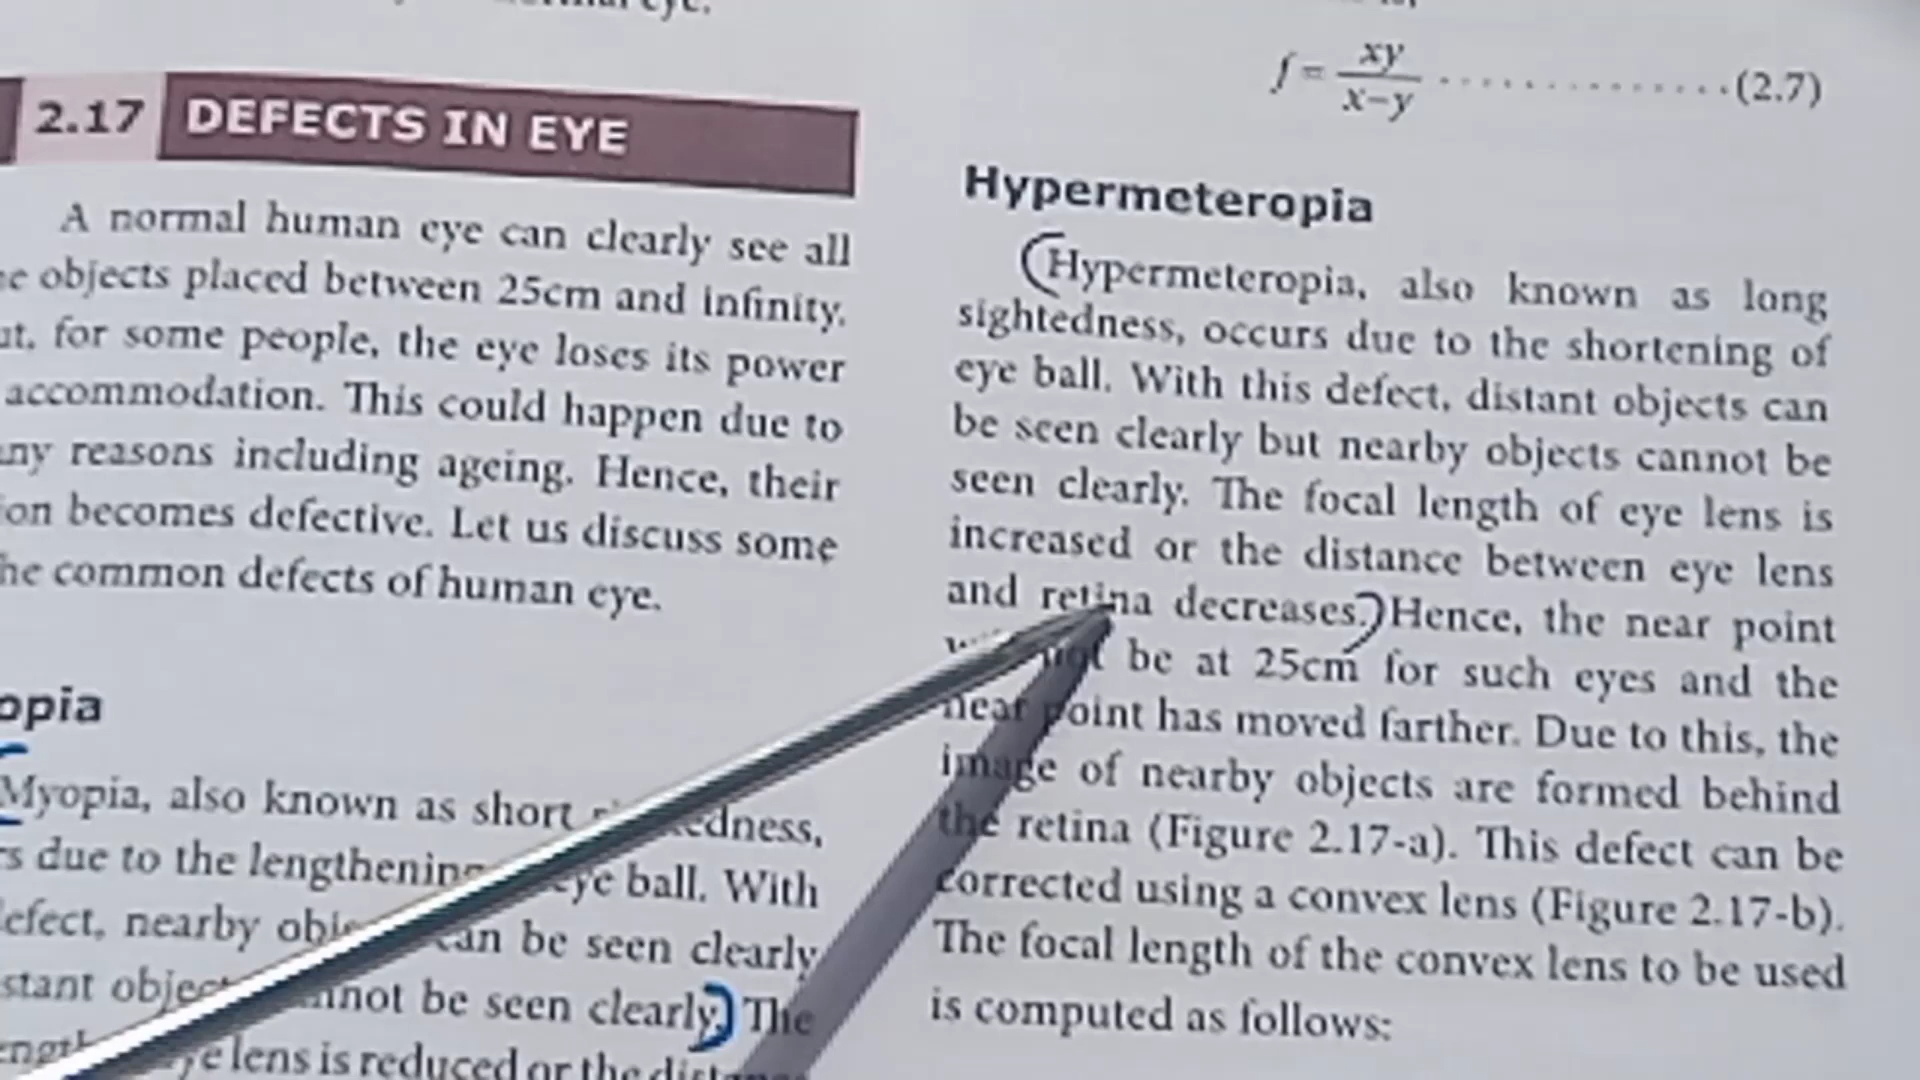 eye.
2.17 DEFECTS IN EYE
A normal human eye can clearly see all
objects placed between 25cm and infinity.
for some people, the eye loses its power
accommodation. This could happen due to
reasons including ageing. Hence, their
becomes defective. Let us discuss some
common defects of human eye.
opia
Myopia, also known as short
due to the lengthening eye ball. With
nearby can be seen clearly
be seen clearly. The
lens is reduced or the
f = xy / x-y ..............(2.7)
Hypermeteropia
Hypermeteropia, also known as long
sightedness, occurs due to the shortening of
eye ball. With this defect, distant objects can
be seen clearly but nearby objects cannot be
seen clearly. The focal length of eye lens is
increased or the distance between eye lens
and retina decreases. Hence, the near point
not be at 25cm for such eyes and the
near point has moved farther. Due to this, the
image of nearby objects are formed behind
the retina (Figure 2.17-a). This defect can be
corrected using a convex lens (Figure 2.17-b).
The focal length of the convex lens to be used
is computed as follows: